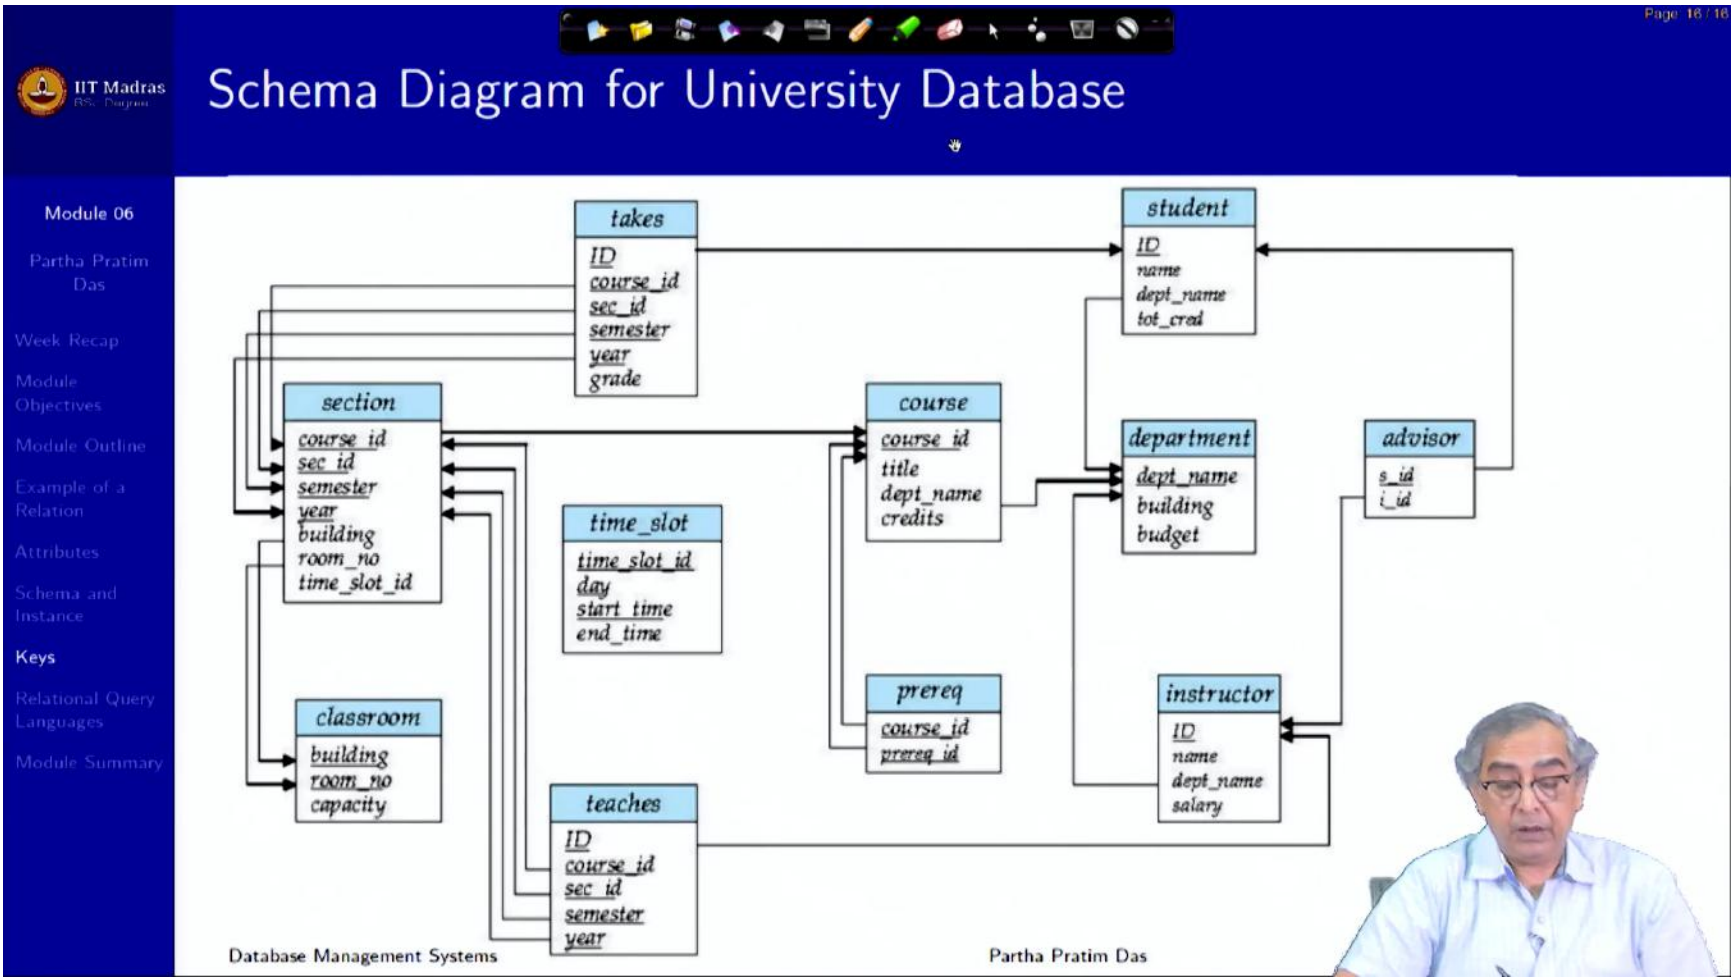 Page 16 / 16
IIT Madras
BSc Degree
Schema Diagram for University Database
Module 06
Partha Pratim
Das
Week Recap
Module
Objectives
Module Outline
Example of a
Relation
Attributes
Schema and
Instance
Keys
Relational Query
Languages
Module Summary
takes
ID
course_id
sec_id
semester
year
grade
student
ID
name
dept_name
tot_cred
section
course_id
sec_id
semester
year
building
room_no
time_slot_id
course
course_id
title
dept_name
credits
department
dept_name
building
budget
advisor
s_id
i_id
time_slot
time_slot_id
day
start_time
end_time
prereq
course_id
prereq_id
instructor
ID
name
dept_name
salary
classroom
building
room_no
capacity
teaches
ID
course_id
sec_id
semester
year
Database Management Systems
Partha Pratim Das